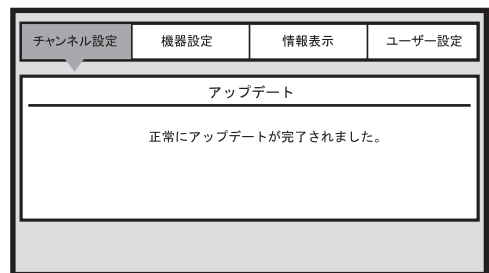 チャンネル設定 機器設定 情報表示 ユーザー設定
アップデート
正常にアップデートが完了されました。